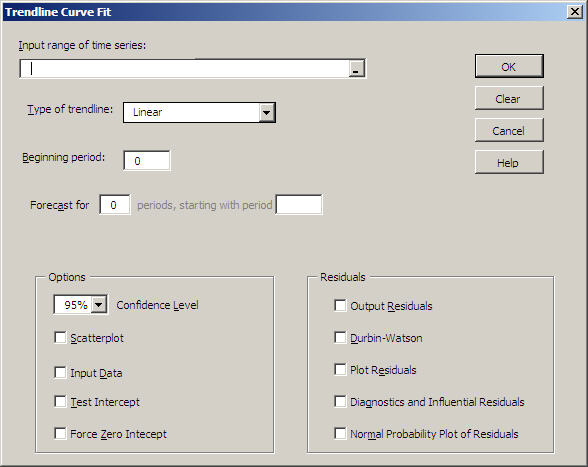 Trendline Curve Fit
Input range of time series:
OK
Clear
Type of trendline: Linear
Cancel
Beginning period: 0
Help
Forecast for 0 periods, starting with period
Options
95% Confidence Level
Scatterplot
Input Data
Test Intercept
Force Zero Intecept
Residuals
Output Residuals
Durbin-Watson
Plot Residuals
Diagnostics and Influential Residuals
Normal Probability Plot of Residuals